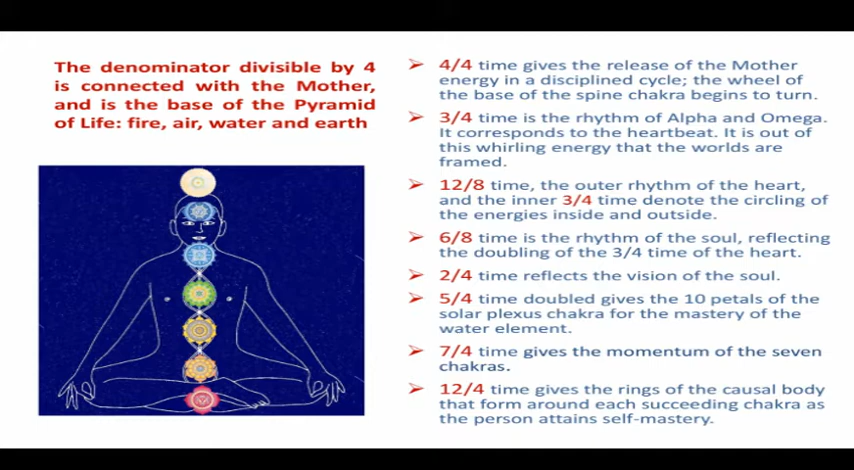 The denominator divisible by 4
is connected with the Mother,
and is the base of the Pyramid
of Life: fire, air, water and earth
➢ 4/4 time gives the release of the Mother
energy in a disciplined cycle; the wheel of
the base of the spine chakra begins to turn.
➢ 3/4 time is the rhythm of Alpha and Omega.
It corresponds to the heartbeat. It is out of
this whirling energy that the worlds are
framed.
➢ 12/8 time, the outer rhythm of the heart,
and the inner 3/4 time denote the circling of
the energies inside and outside.
➢ 6/8 time is the rhythm of the soul, reflecting
the doubling of the 3/4 time of the heart.
➢ 2/4 time reflects the vision of the soul.
➢ 5/4 time doubled gives the 10 petals of the
solar plexus chakra for the mastery of the
water element.
➢ 7/4 time gives the momentum of the seven
chakras.
➢ 12/4 time gives the rings of the causal body
that form around each succeeding chakra as
the person attains self-mastery.